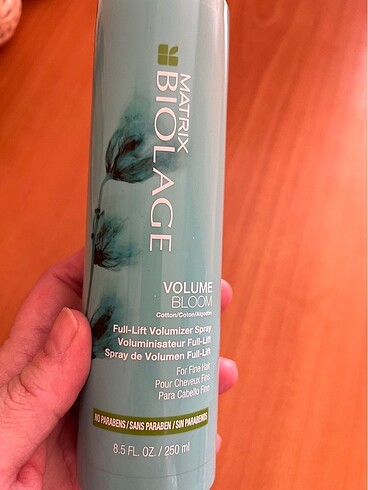 MATRIX
BIOLAGE
VOLUME
BLOOM
Cotton/Coton/Algodón
Full-Lift Volumizer Spray
Voluminisateur Full-Lift
Spray de Volumen Full-Lift
For Fine Hair
Pour Cheveux Fins
Para Cabello Fino
NO PARABENS / SANS PARABEN / SIN PARABENOS
8.5 FL. OZ. / 250 ml